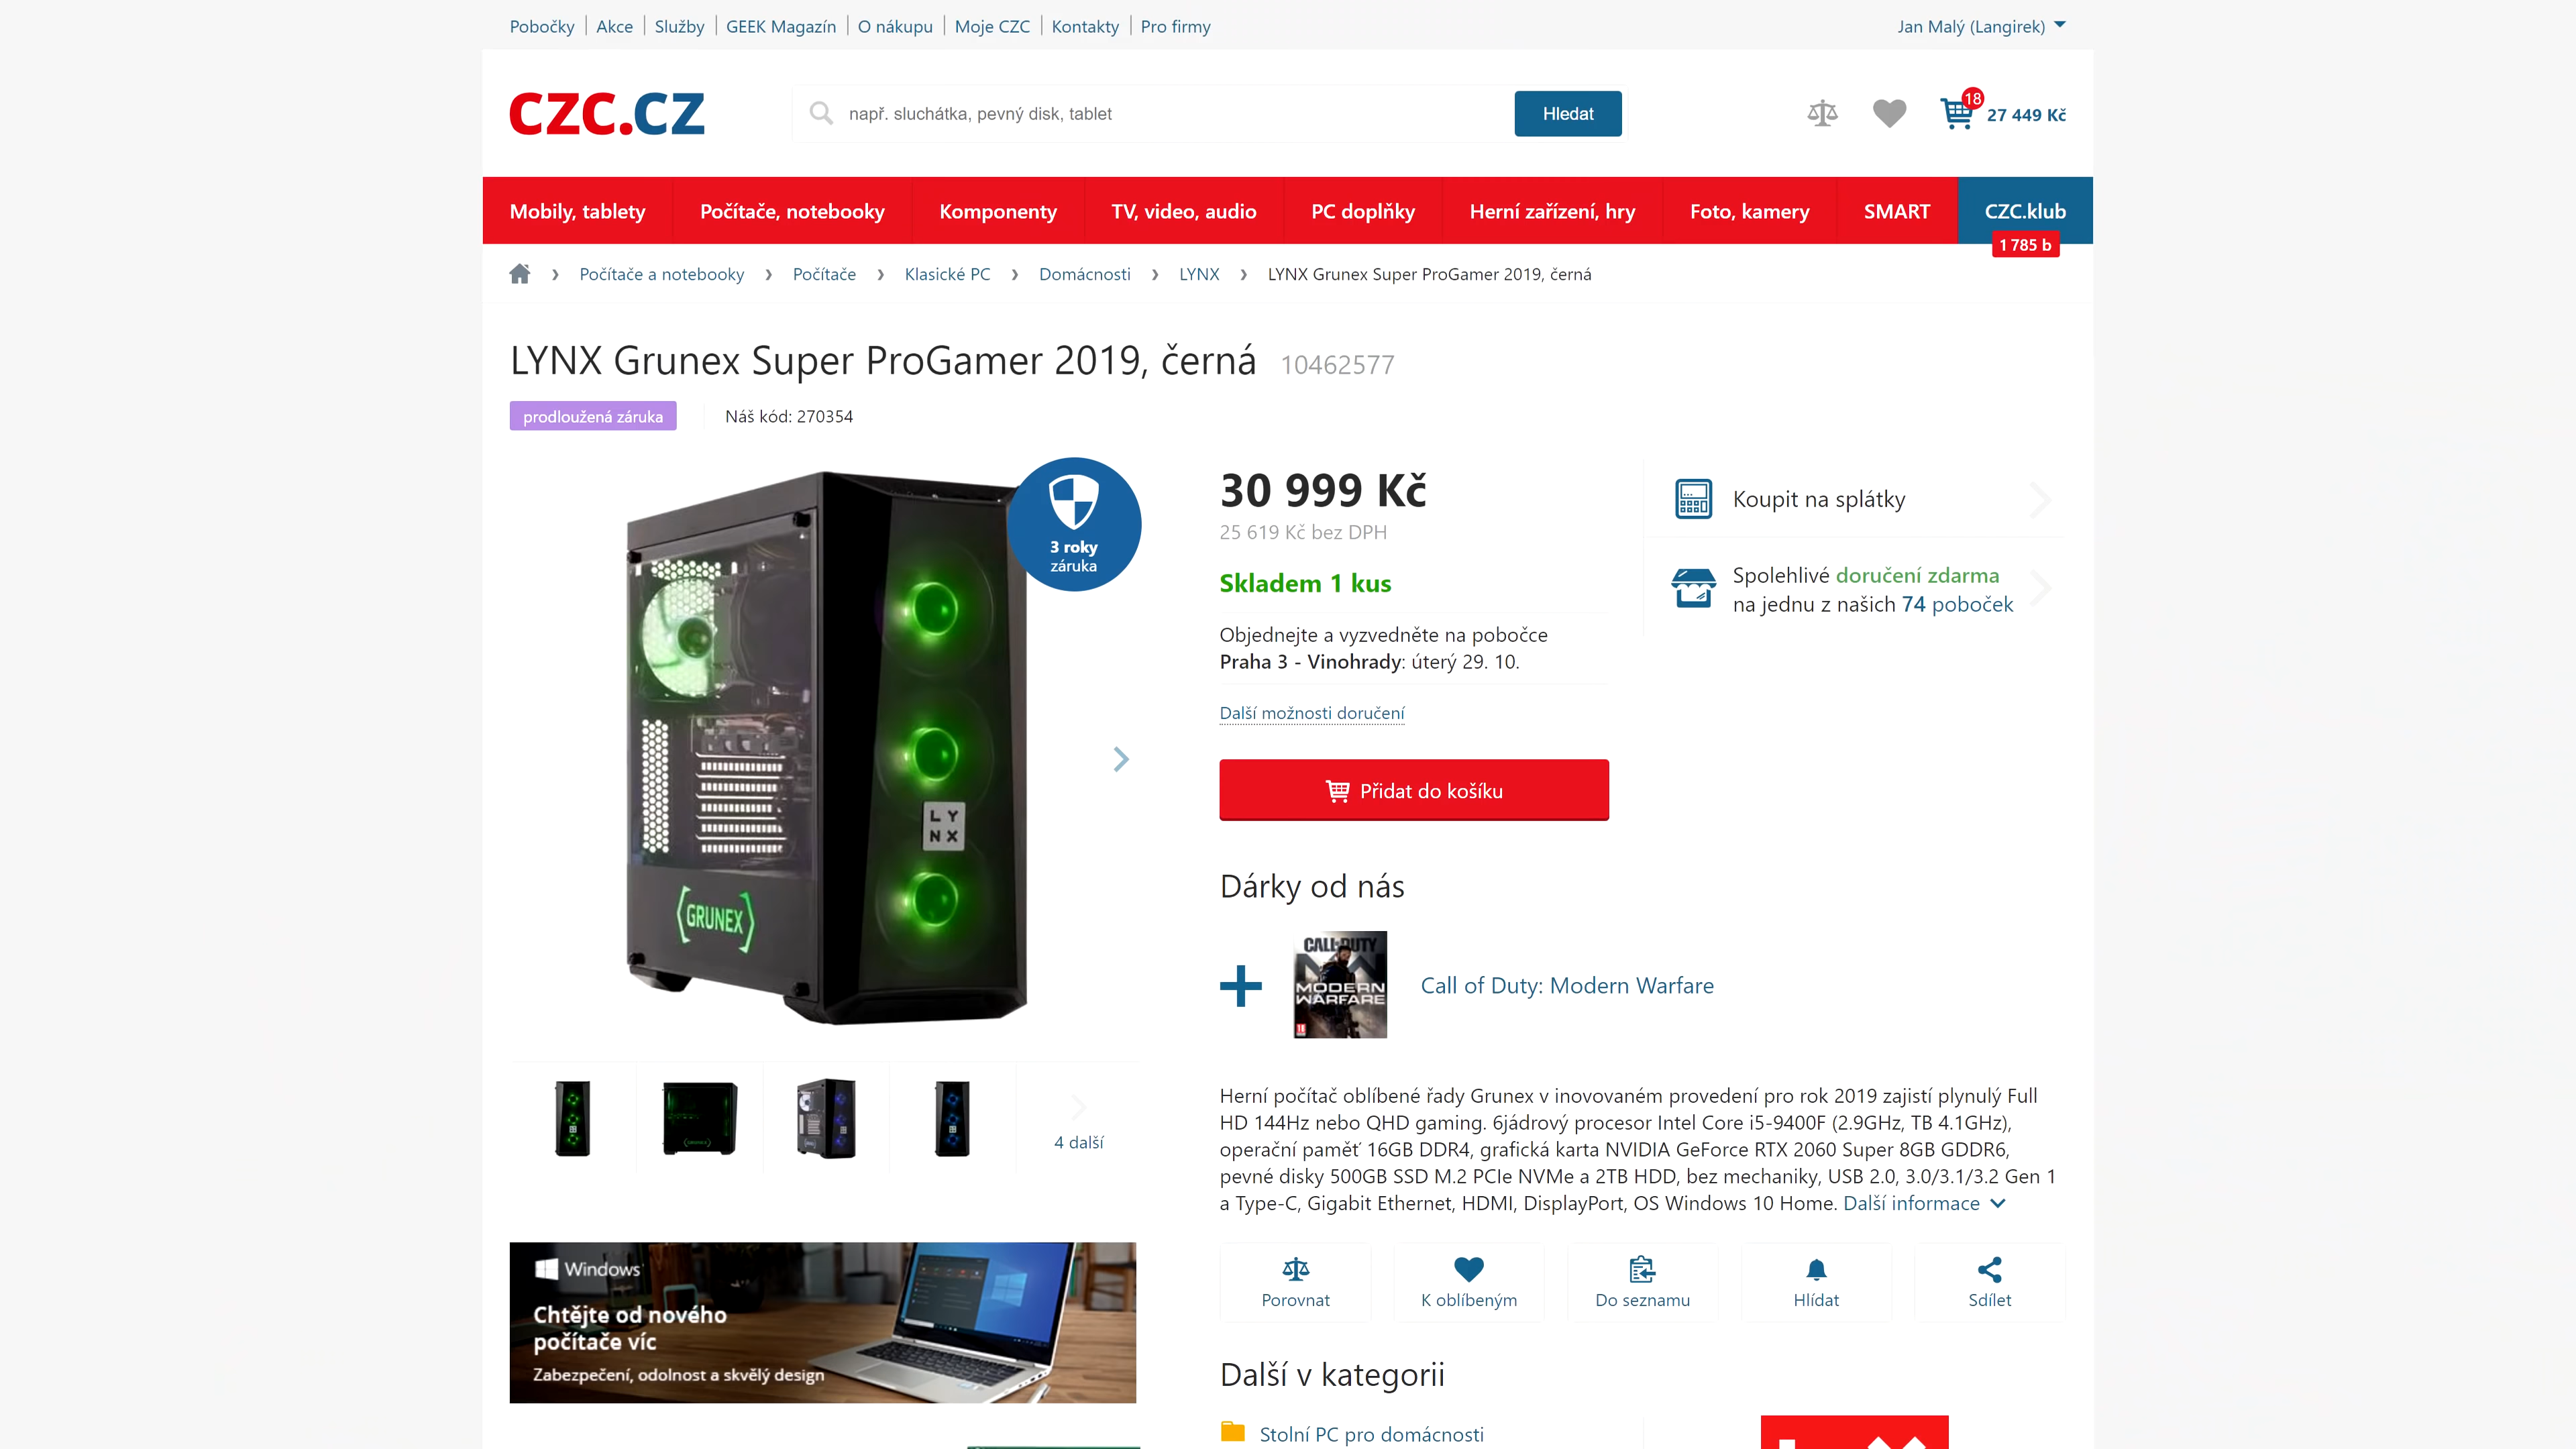 Pobočky
Akce
Služby
GEEK Magazín
O nákupu
Moje CZC
Kontakty
Pro firmy
Jan Malý (Langirek)
CZC.CZ
např. sluchátka, pevný disk, tablet
Hledat
18
27 449 Kč
Mobily, tablety
Počítače, notebooky
Komponenty
TV, video, audio
PC doplňky
Herní zařízení, hry
Foto, kamery
SMART
CZC.klub
1 785 b
Počítače a notebooky
Počítače
Klasické PC
Domácnosti
LYNX
LYNX Grunex Super ProGamer 2019, černá
LYNX Grunex Super ProGamer 2019, černá 10462577
prodloužená záruka
Náš kód: 270354
3 roky
záruka
LY
NX
GRUNEX
30 999 Kč
25 619 Kč bez DPH
Skladem 1 kus
Objednejte a vyzvedněte na pobočce
Praha 3 - Vinohrady: úterý 29. 10.
Další možnosti doručení
Přidat do košíku
Koupit na splátky
Spolehlivé doručení zdarma
na jednu z našich 74 poboček
Dárky od nás
CALL OF DUTY
MODERN
WARFARE
18
Call of Duty: Modern Warfare
4 další
Herní počítač oblíbené řady Grunex v inovovaném provedení pro rok 2019 zajistí plynulý Full
HD 144Hz nebo QHD gaming. 6jádrový procesor Intel Core i5-9400F (2.9GHz, TB 4.1GHz),
operační paměť 16GB DDR4, grafická karta NVIDIA GeForce RTX 2060 Super 8GB GDDR6,
pevné disky 500GB SSD M.2 PCIe NVMe a 2TB HDD, bez mechaniky, USB 2.0, 3.0/3.1/3.2 Gen 1
a Type-C, Gigabit Ethernet, HDMI, DisplayPort, OS Windows 10 Home. Další informace
Windows
Chtějte od nového
počítače víc
Zabezpečení, odolnost a skvělý design
Porovnat
K oblíbeným
Do seznamu
Hlídat
Sdílet
Další v kategorii
Stolní PC pro domácnosti